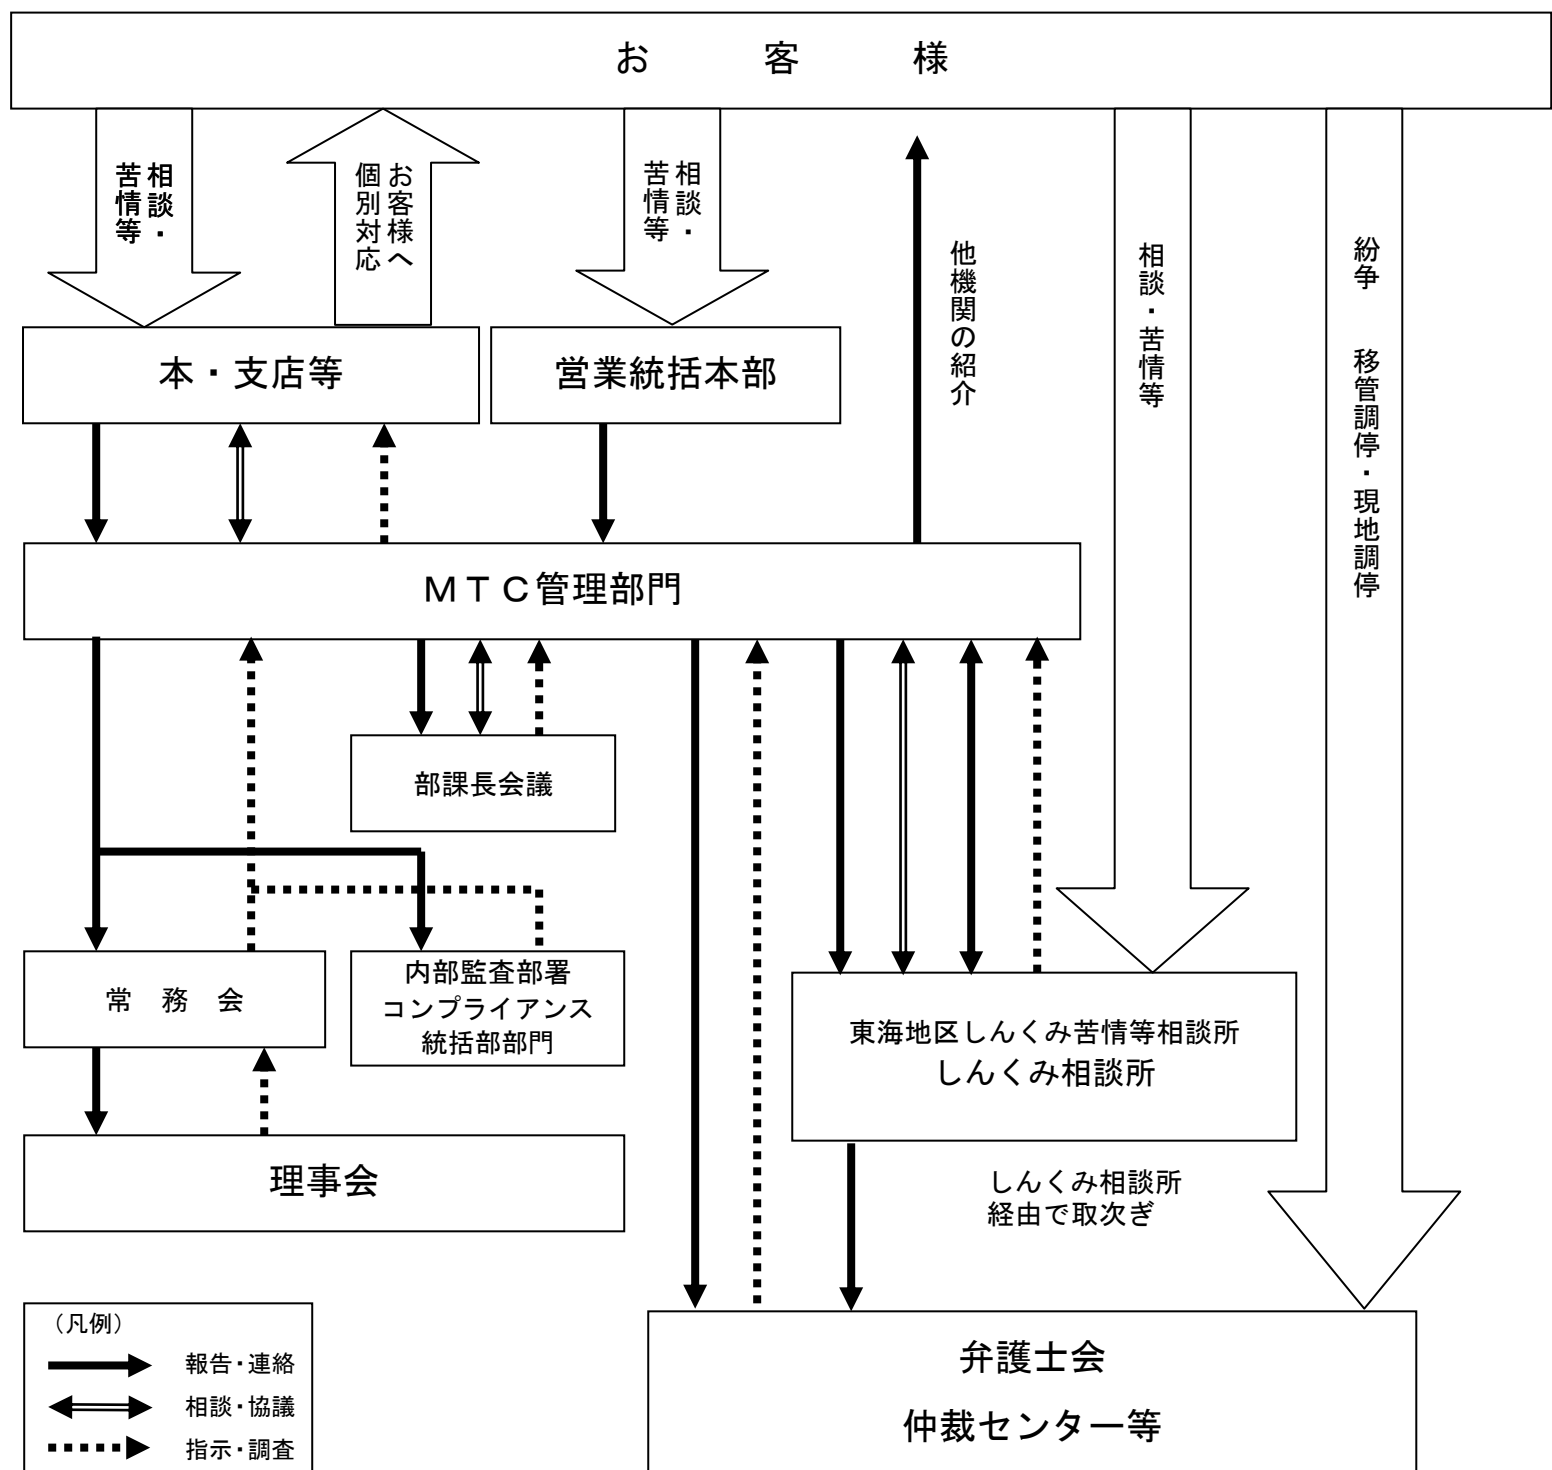 お　客　様
相談・
苦情等
お客様へ
個別対応
相談・
苦情等
他機関の紹介
相談・苦情等
紛争　移管調停・現地調停
本・支店等
営業統括本部
ＭＴＣ管理部門
部課長会議
常　務　会
内部監査部署
コンプライアンス
統括部部門
東海地区しんくみ苦情等相談所
しんくみ相談所
理事会
しんくみ相談所
経由で取次ぎ
（凡例）
報告・連絡
相談・協議
指示・調査
弁護士会
仲裁センター等